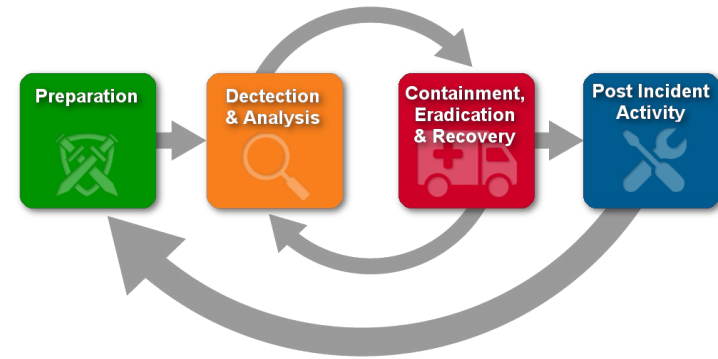 Preparation
Dectection
& Analysis
Containment,
Eradication
& Recovery
Post Incident
Activity